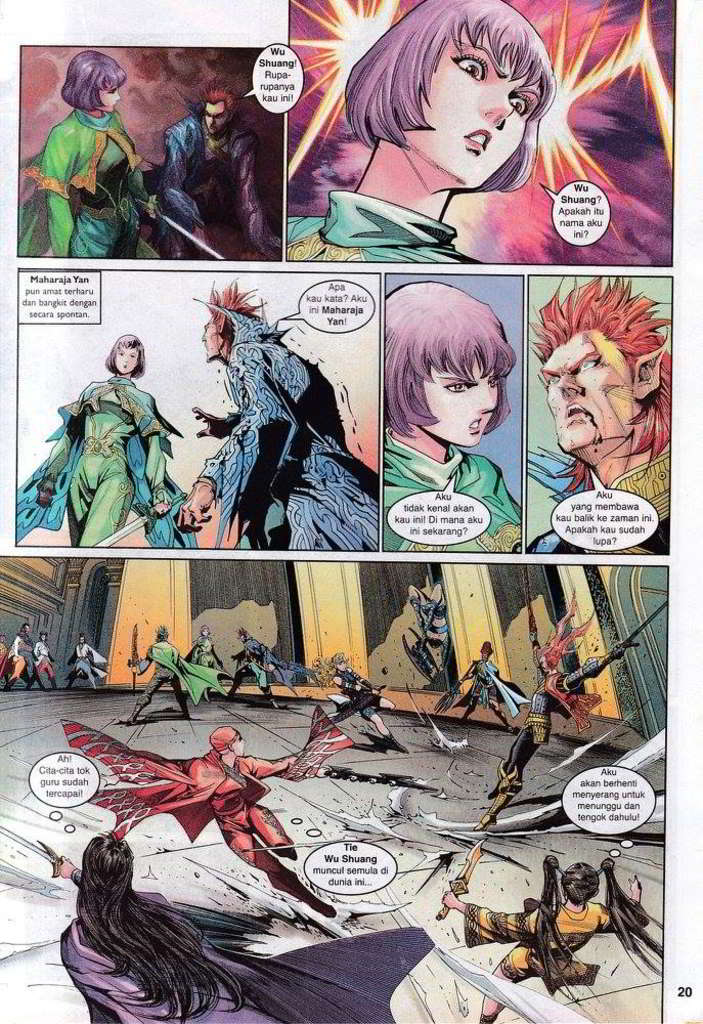 Wu
Shuang!
Rupa-
rupanya
kau ini!
Wu
Shuang?
Apakah itu
nama aku
ini?
Maharaja Yan
pun amat terharu
dan bangkit dengan
secara spontan.
Apa
kau kata? Aku
ini Maharaja
Yan!
Aku
tidak kenal akan
kau ini! Di mana aku
ini sekarang?
Aku
yang membawa
kau balik ke zaman ini.
Apakah kau sudah
lupa?
Ah!
Cita-cita tok
guru sudah
tercapai!
Tie
Wu Shuang
muncul semula di
dunia ini...
Aku
akan berhenti
menyerang untuk
menunggu dan
tengok dahulu!
20